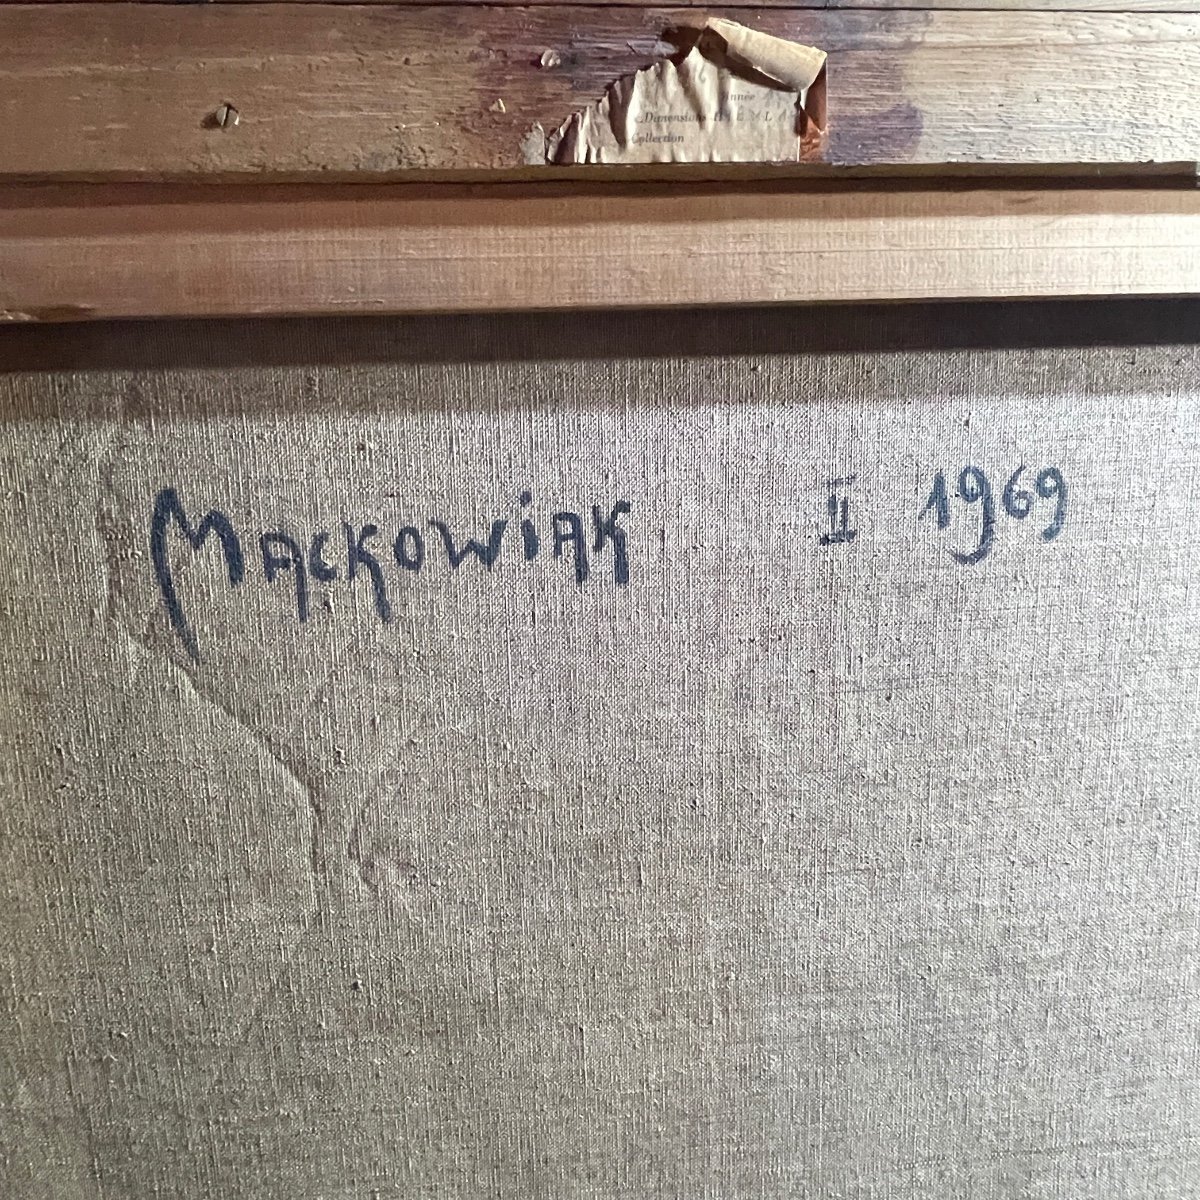 Année
Dimensions H
Collection
MACKOWIAK II 1969